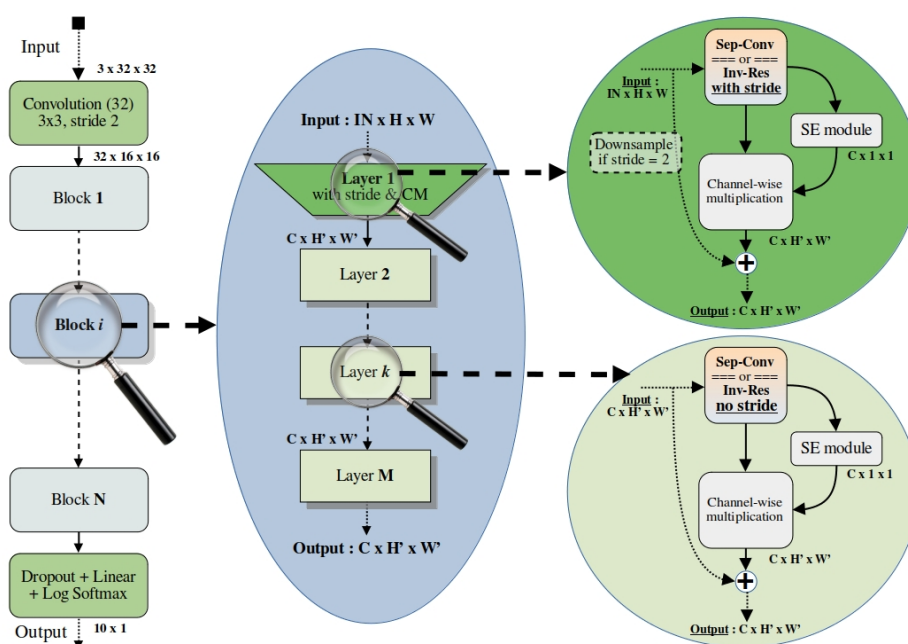 Input
3 x 32 x 32
Convolution (32)
3x3, stride 2
32 x 16 x 16
Block 1
Block i
Block N
Dropout + Linear
+ Log Softmax
Output
10 x 1
Input : IN x H x W
Layer 1
with stride & CM
C x H' x W'
Layer 2
Layer k
C x H' x W'
Layer M
Output : C x H' x W'
Sep-Conv
=== or ===
Inv-Res
with stride
Input :
IN x H x W
SE module
C x 1 x 1
Downsample
if stride = 2
Channel-wise
multiplication
C x H' x W'
+
Output : C x H' x W'
Sep-Conv
=== or ===
Inv-Res
no stride
Input :
C x H' x W'
SE module
C x 1 x 1
Channel-wise
multiplication
C x H' x W'
+
Output : C x H' x W'